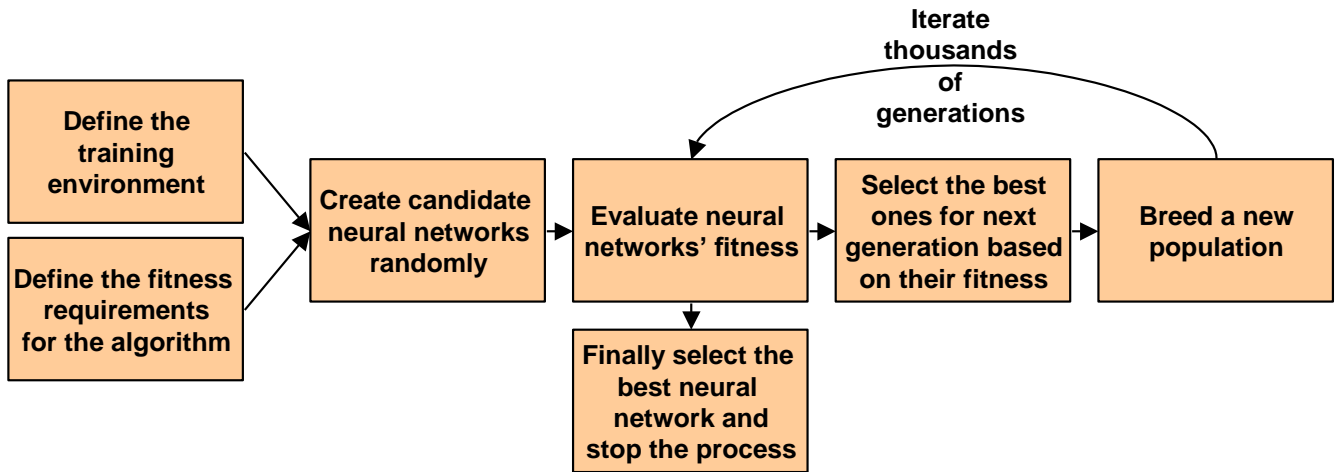 Iterate
thousands
of
generations
Define the
training
environment
Define the fitness
requirements
for the algorithm
Create candidate
neural networks
randomly
Evaluate neural
networks’ fitness
Select the best
ones for next
generation based
on their fitness
Breed a new
population
Finally select the
best neural
network and
stop the process